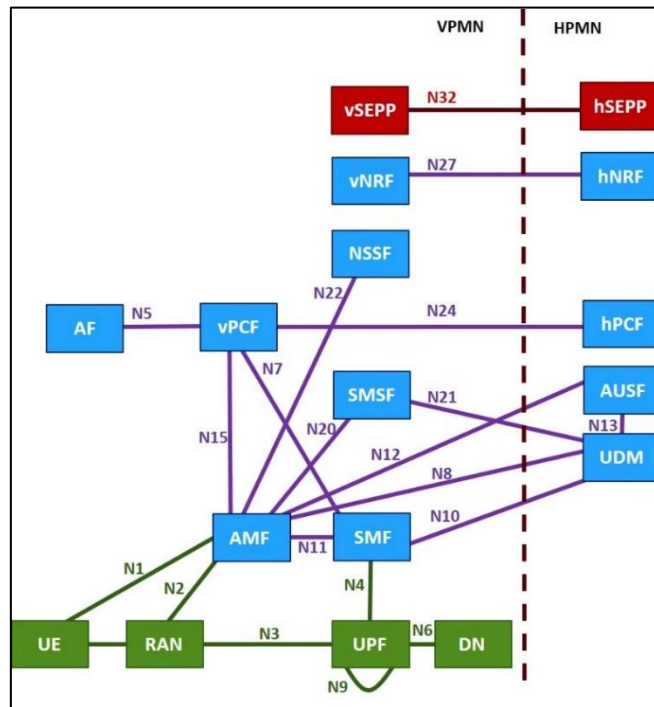 VPMN HPMN
vSEPP N32 hSEPP
vNRF N27 hNRF
NSSF
N22
AF N5 vPCF N24 hPCF
N7
SMSF N21 AUSF
N15 N20 N12 N13
N8 UDM
N10
AMF N11 SMF
N1 N2 N4
UE RAN N3 UPF N6 DN
N9